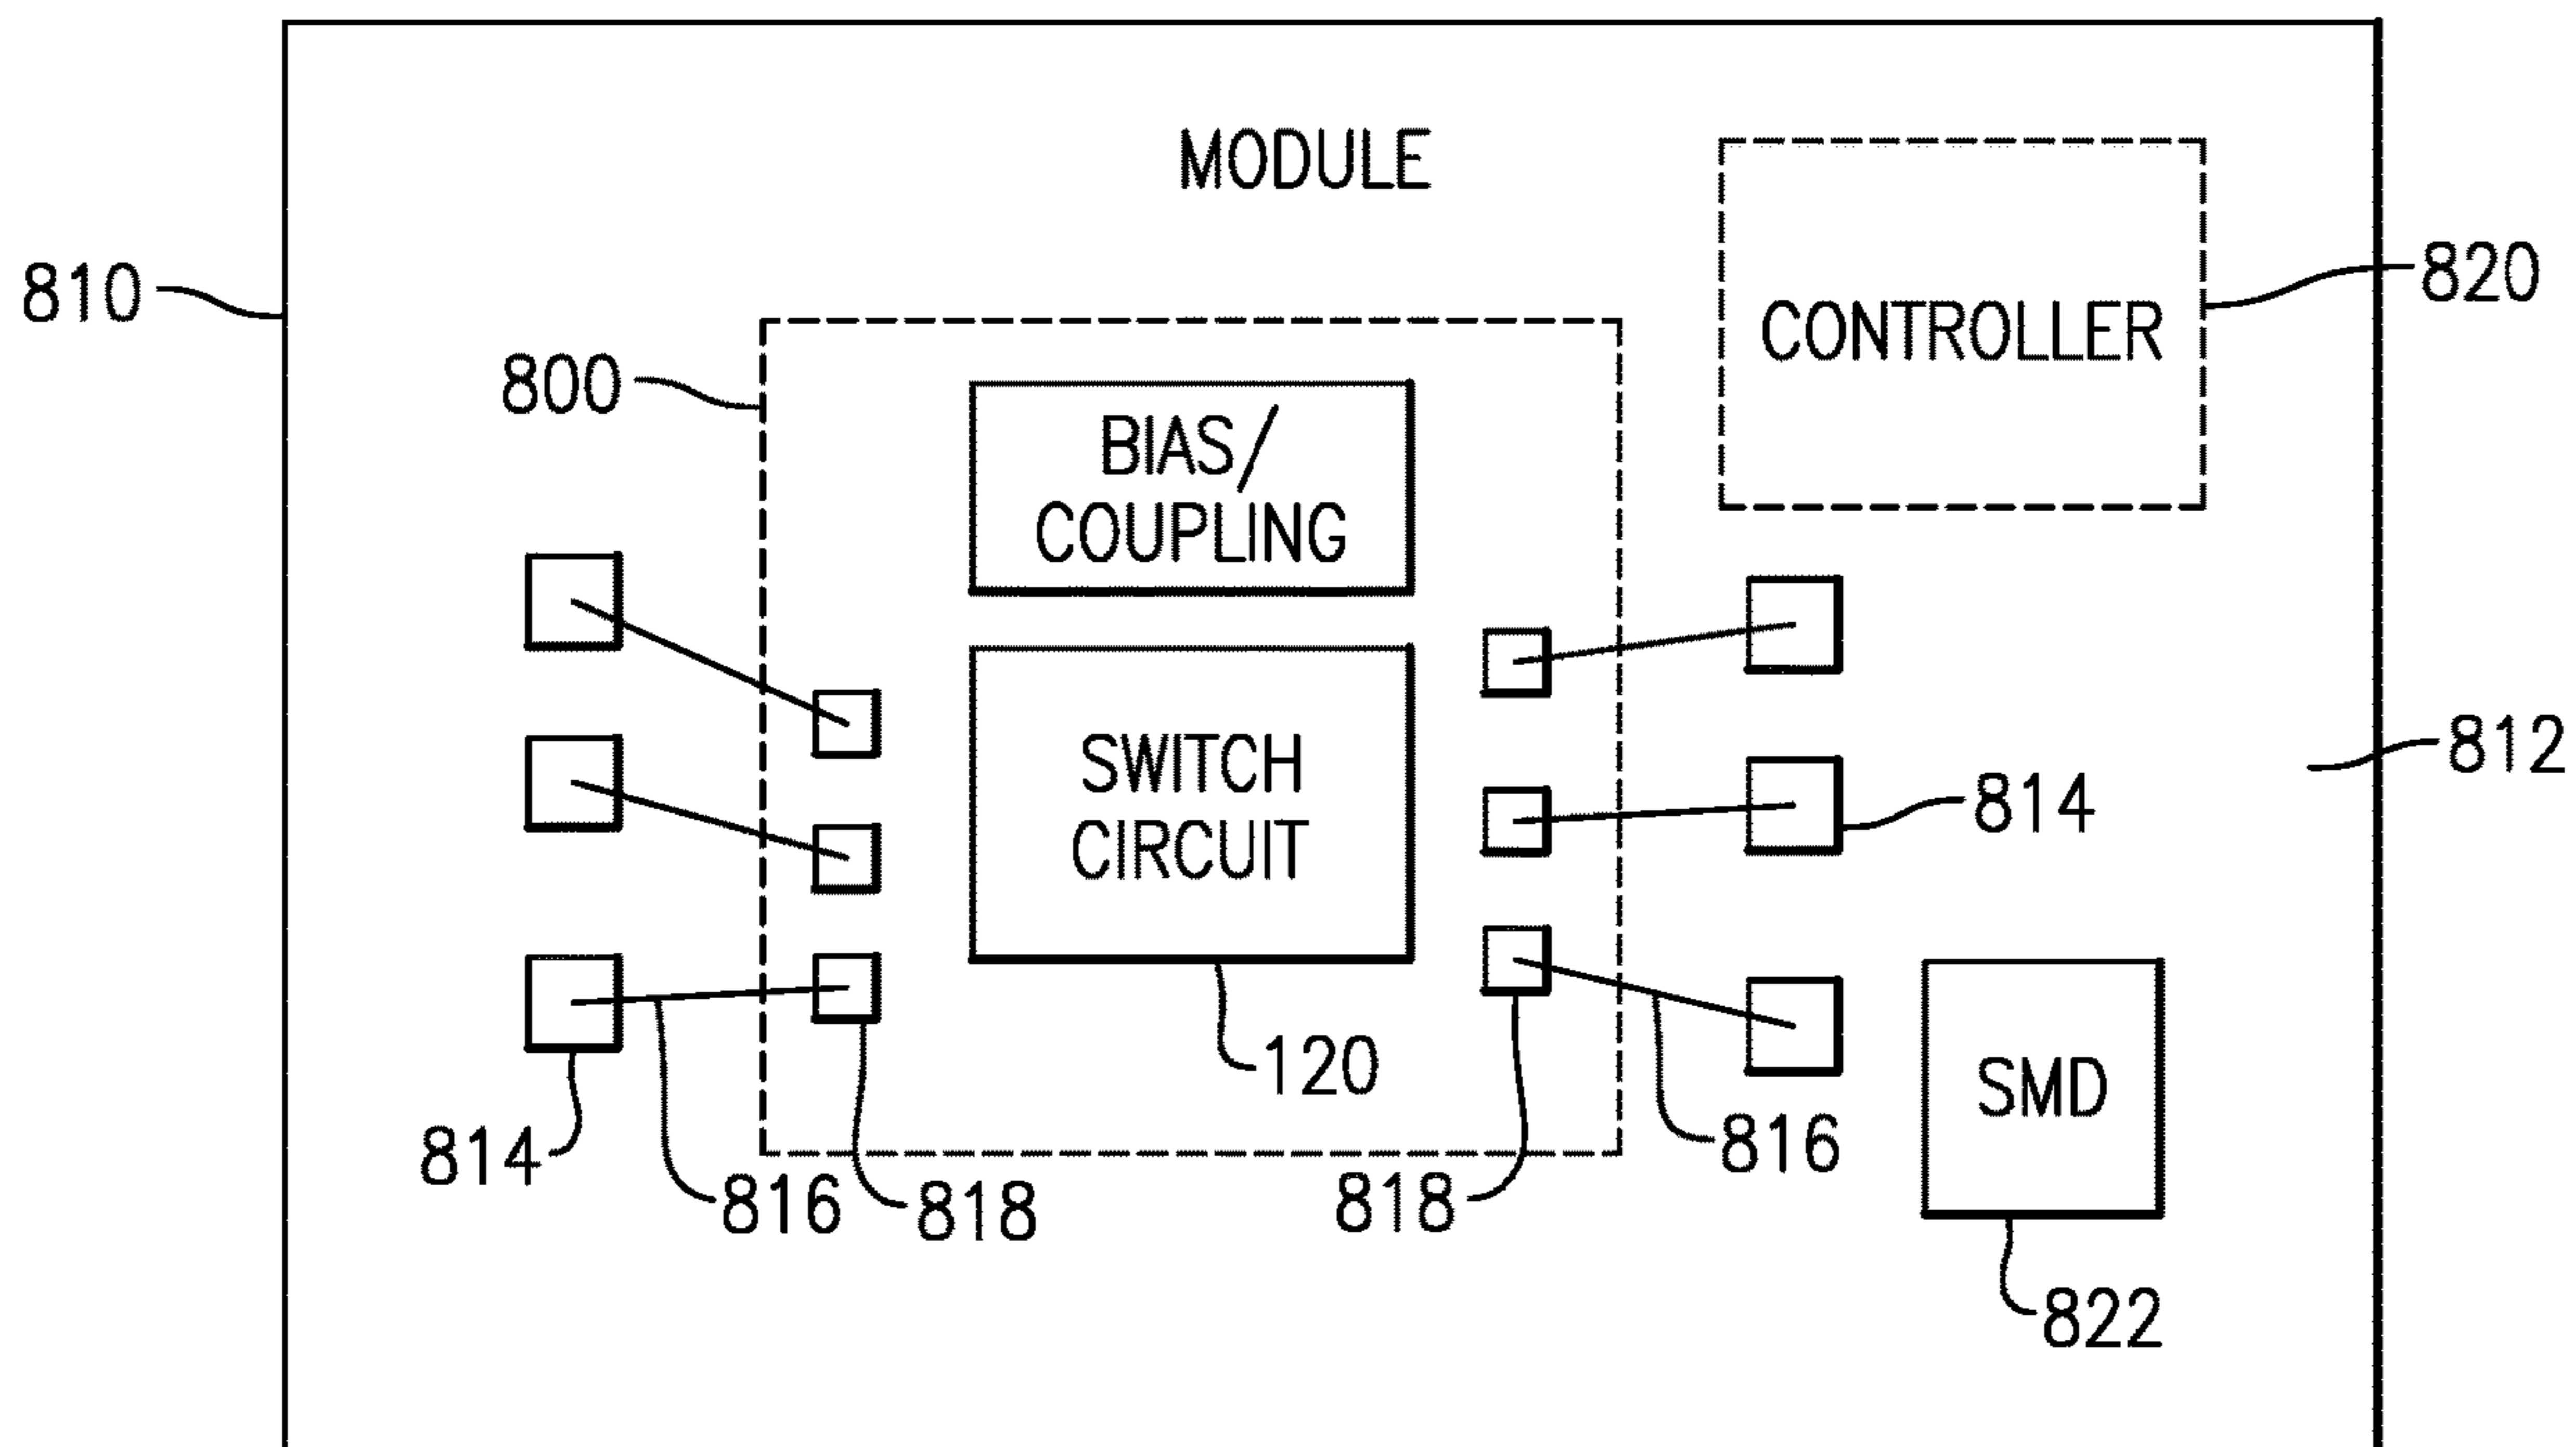 MODULE
810
820
CONTROLLER
800
BIAS/
COUPLING
812
SWITCH
CIRCUIT
814
120
SMD
814
816
818
818
816
822